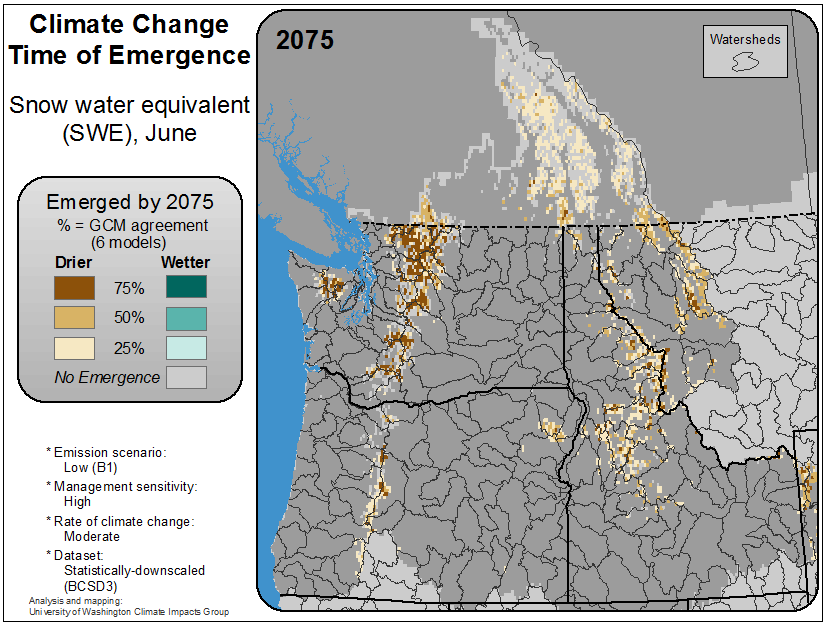 Climate Change
Time of Emergence
Snow water equivalent
(SWE), June
Emerged by 2075
% = GCM agreement
(6 models)
Drier
Wetter
75%
50%
25%
No Emergence
* Emission scenario:
Low (B1)
* Management sensitivity:
High
* Rate of climate change:
Moderate
* Dataset:
Statistically-downscaled
(BCSD3)
Analysis and mapping:
University of Washington Climate Impacts Group
2075
Watersheds